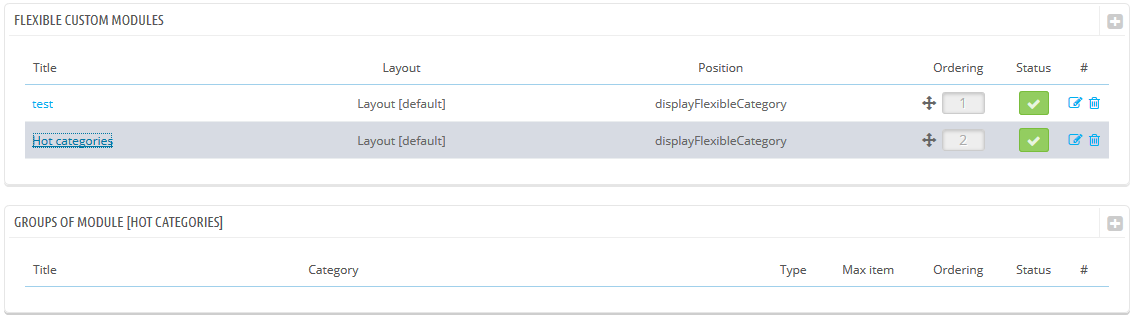 FLEXIBLE CUSTOM MODULES
Title Layout Position Ordering Status #
test Layout [default] displayFlexibleCategory 1
Hot categories Layout [default] displayFlexibleCategory 2
GROUPS OF MODULE [HOT CATEGORIES]
Title Category Type Max item Ordering Status #